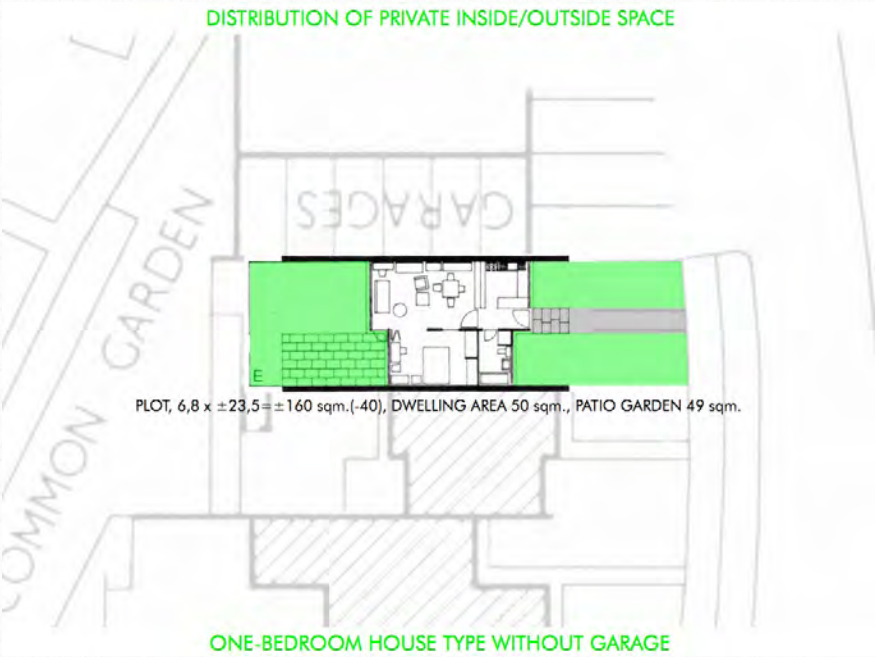 DISTRIBUTION OF PRIVATE INSIDE/OUTSIDE SPACE
GARAGES
COMMON GARDEN
E
PLOT, 6,8 x ±23,5=±160 sqm.(-40), DWELLING AREA 50 sqm., PATIO GARDEN 49 sqm.
ONE-BEDROOM HOUSE TYPE WITHOUT GARAGE